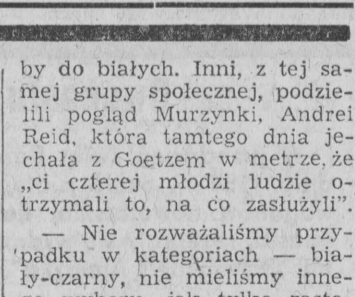 by do białych. Inni, z tej sa-
mej grupy społecznej, podzie-
lili pogląd Murzynki, Andrei
Reid, która tamtego dnia je-
chała z Goetzem w metrze, że
„ci czterej młodzi ludzie o-
trzymali to, na co zasłużyli”.
— Nie rozważaliśmy przy-
padku w kategoriach — bia-
ły-czarny, nie mieliśmy inne-